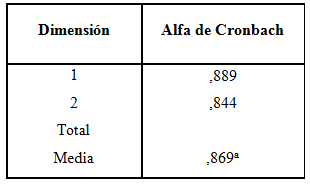 Dimensión Alfa de Cronbach
1 ,889
2 ,844
Total
Media ,869ª